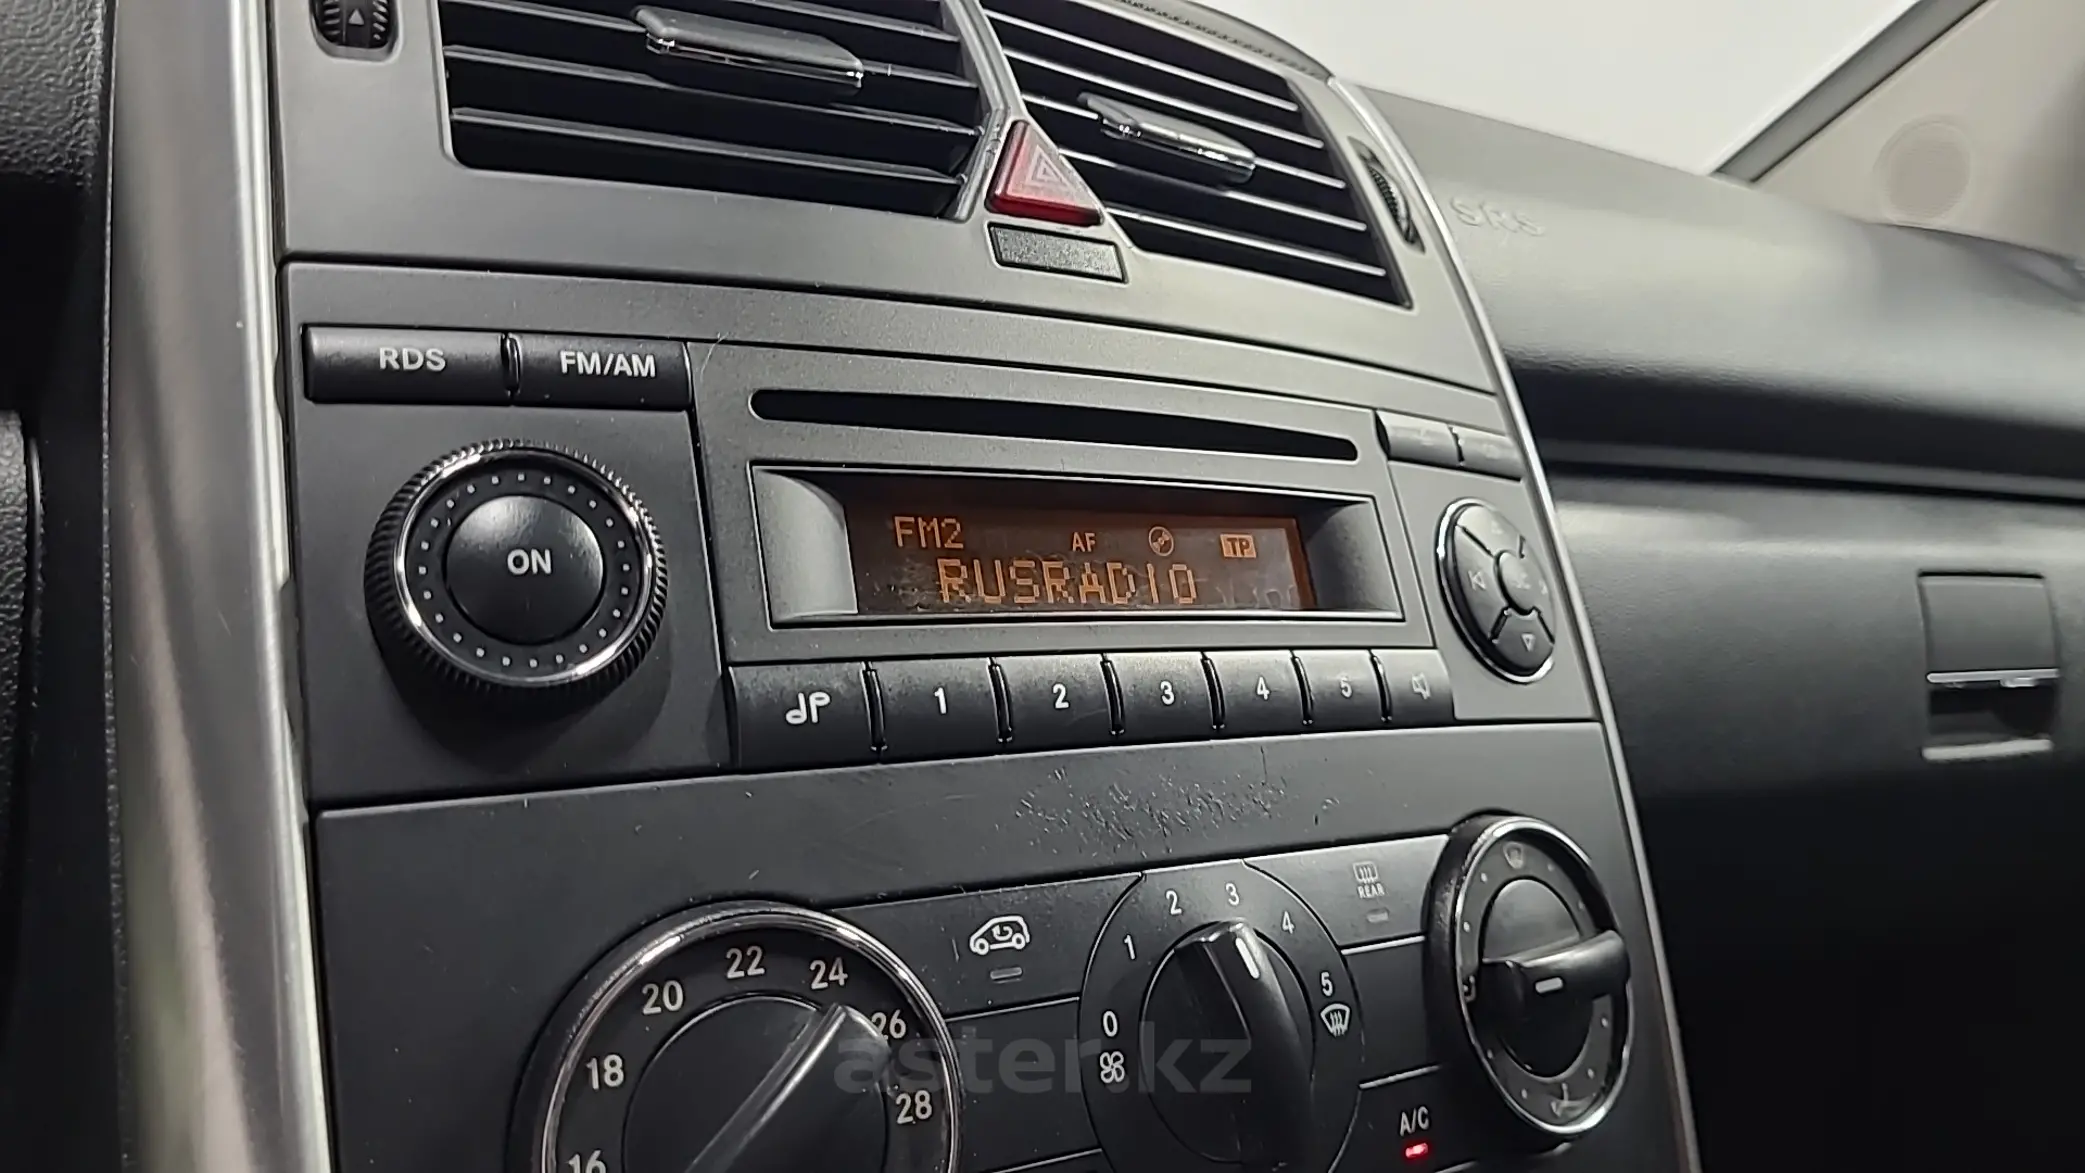 SRS
RDS FM/AM
FM2 AF TP
RUSRADIO
ON
1 2 3 4 5
REAR
0 1 2 3 4 5
16 18 20 22 24 26 28
A/C
aster.kz